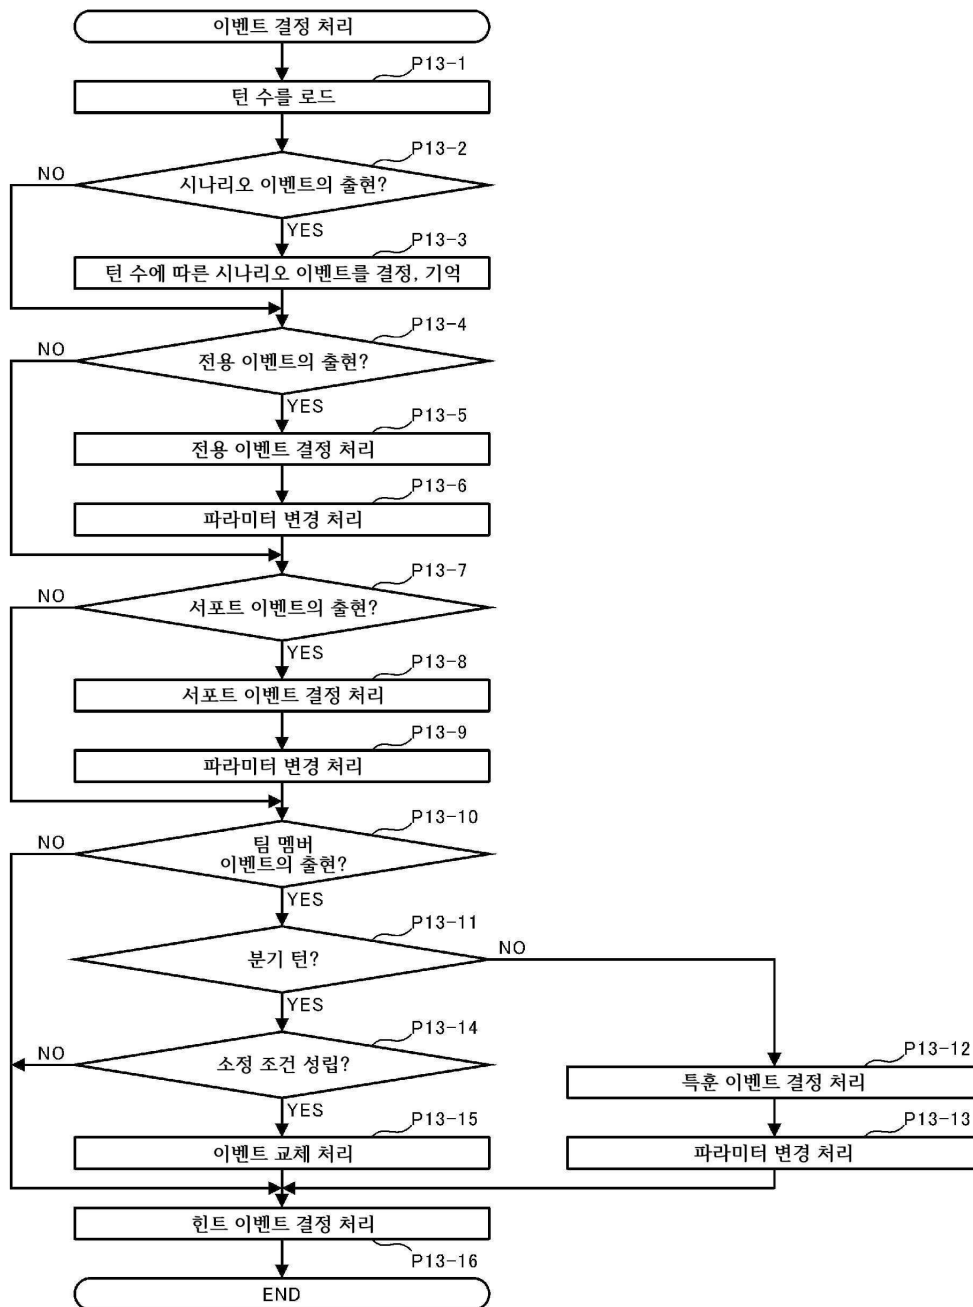 이벤트 결정 처리
P13-1
턴 수를 로드
P13-2
NO
시나리오 이벤트의 출현?
YES
P13-3
턴 수에 따른 시나리오 이벤트를 결정, 기억
P13-4
NO
전용 이벤트의 출현?
YES
P13-5
전용 이벤트 결정 처리
P13-6
파라미터 변경 처리
P13-7
NO
서포트 이벤트의 출현?
YES
P13-8
서포트 이벤트 결정 처리
P13-9
파라미터 변경 처리
P13-10
NO
팀 멤버
이벤트의 출현?
YES
P13-11
NO
분기 턴?
YES
P13-14
NO
소정 조건 성립?
YES
P13-12
특훈 이벤트 결정 처리
P13-15
이벤트 교체 처리
P13-13
파라미터 변경 처리
힌트 이벤트 결정 처리
P13-16
END